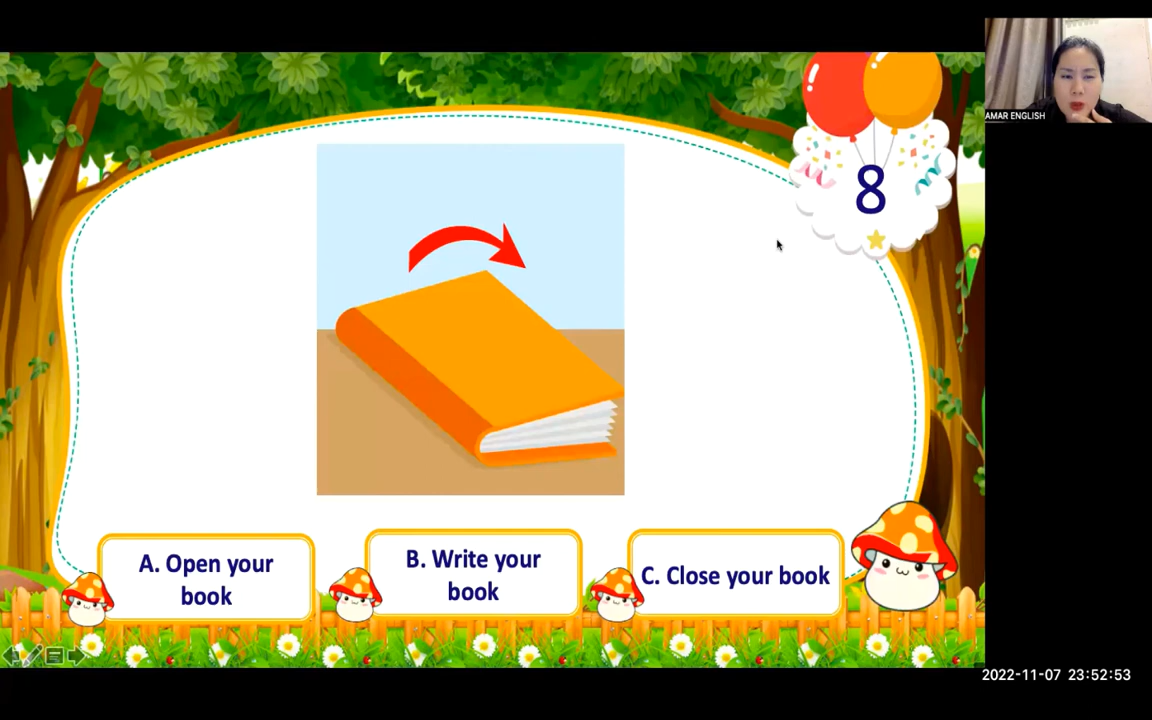 AMAR ENGLISH
8
A. Open your
book
B. Write your
book
C. Close your book
2022-11-07 23:52:53